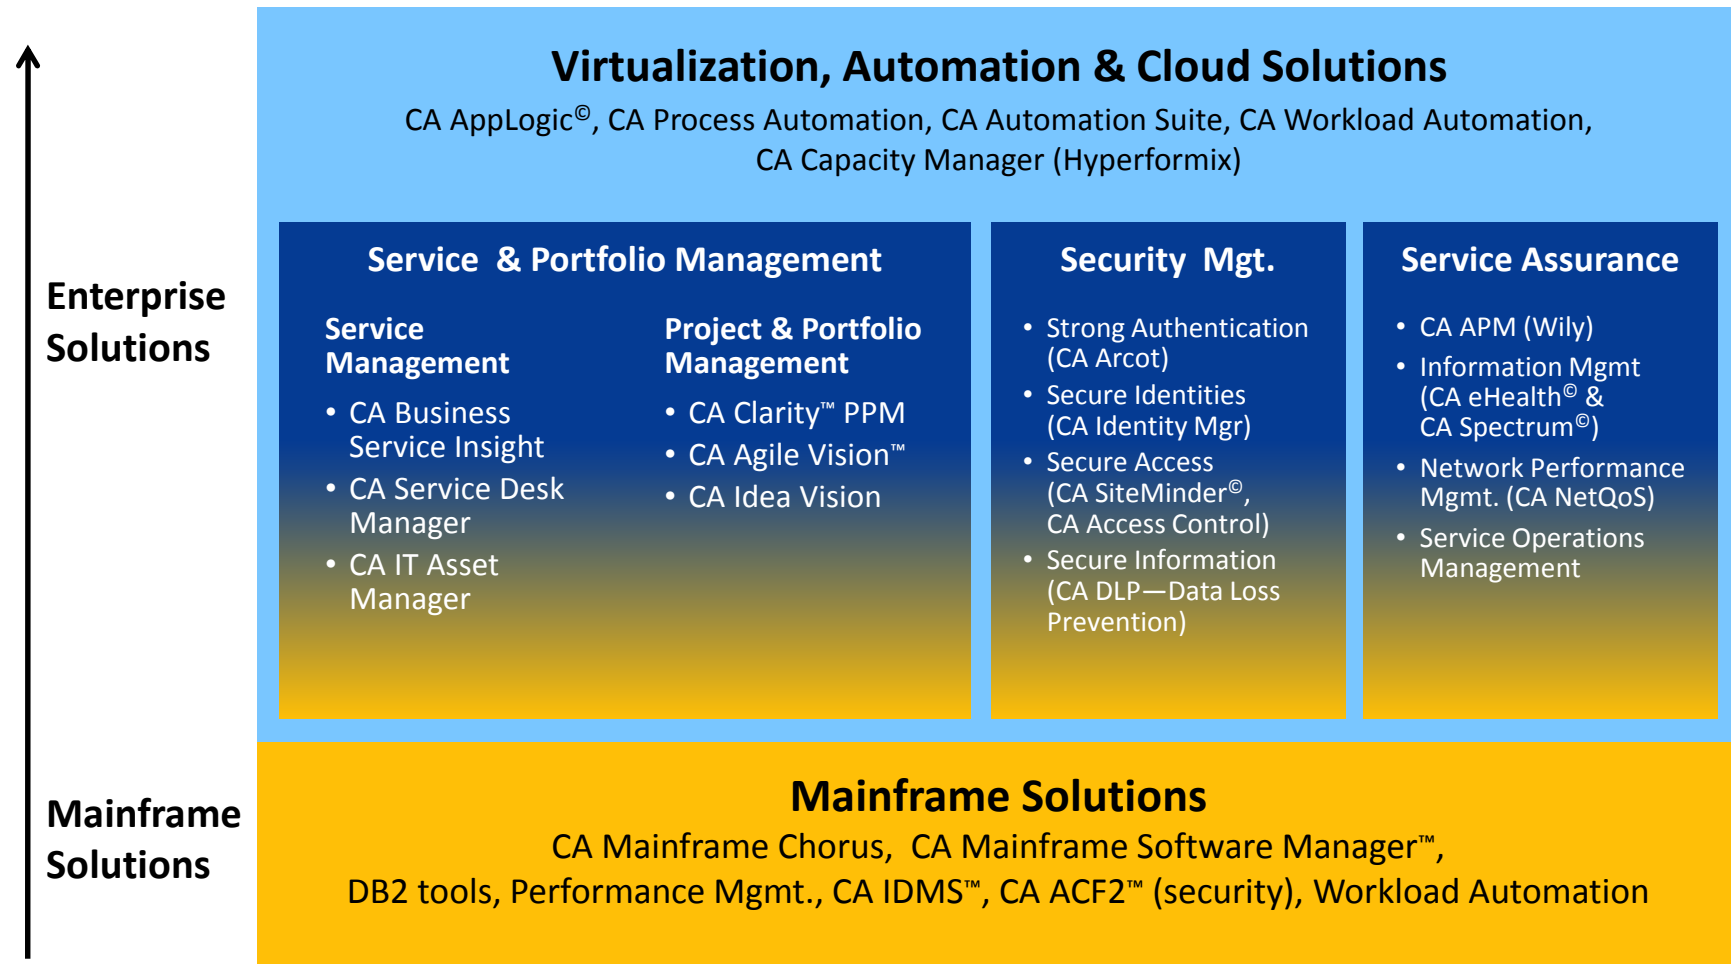 Virtualization, Automation & Cloud Solutions
CA AppLogic©, CA Process Automation, CA Automation Suite, CA Workload Automation,
CA Capacity Manager (Hyperformix)
Enterprise
Solutions
Service & Portfolio Management
Service
Management
• CA Business
Service Insight
• CA Service Desk
Manager
• CA IT Asset
Manager
Project & Portfolio
Management
• CA Clarity™ PPM
• CA Agile Vision™
• CA Idea Vision
Security Mgt.
• Strong Authentication
(CA Arcot)
• Secure Identities
(CA Identity Mgr)
• Secure Access
(CA SiteMinder©,
CA Access Control)
• Secure Information
(CA DLP—Data Loss
Prevention)
Service Assurance
• CA APM (Wily)
• Information Mgmt
(CA eHealth© &
CA Spectrum©)
• Network Performance
Mgmt. (CA NetQoS)
• Service Operations
Management
Mainframe
Solutions
Mainframe Solutions
CA Mainframe Chorus, CA Mainframe Software Manager™,
DB2 tools, Performance Mgmt., CA IDMS™, CA ACF2™ (security), Workload Automation